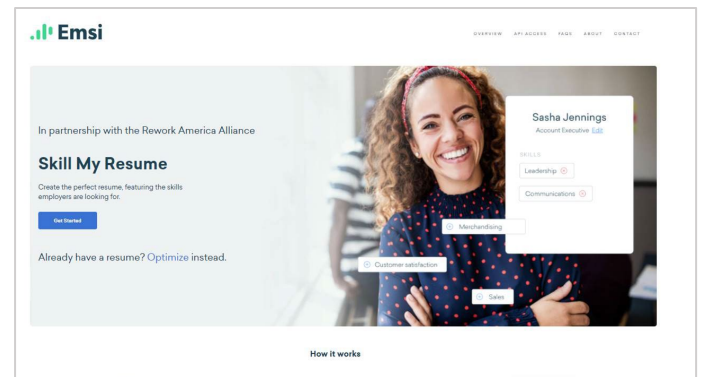 Emsi
OVERVIEW API ACCESS FAQS ABOUT CONTACT
In partnership with the Rework America Alliance
Skill My Resume
Create the perfect resume, featuring the skills
employers are looking for.
Get Started
Already have a resume? Optimize instead.
Sasha Jennings
Account Executive Edit
SKILLS
Leadership
Communications
Merchandising
Customer satisfaction
Sales
How it works